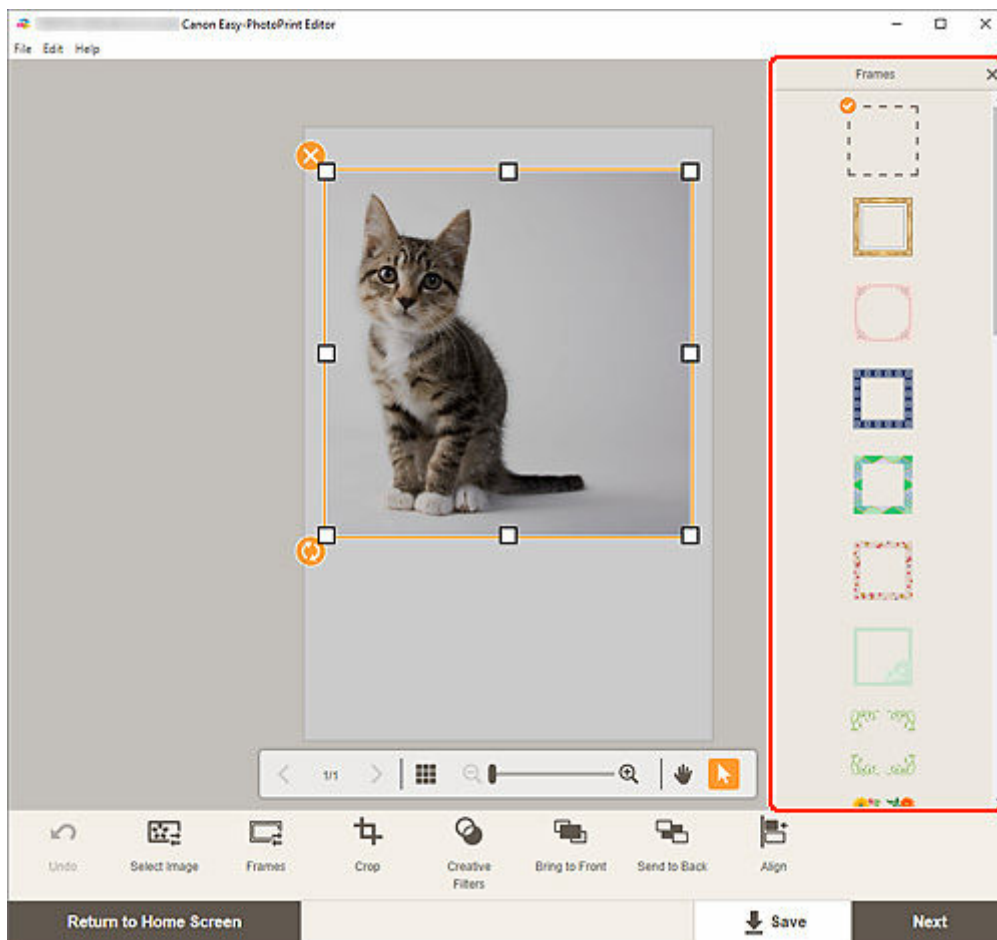 Canon Easy-PhotoPrint Editor
File Edit Help
Frames
1/1
Undo
Select Image
Frames
Crop
Creative
Filters
Bring to Front
Send to Back
Align
Return to Home Screen
Save
Next